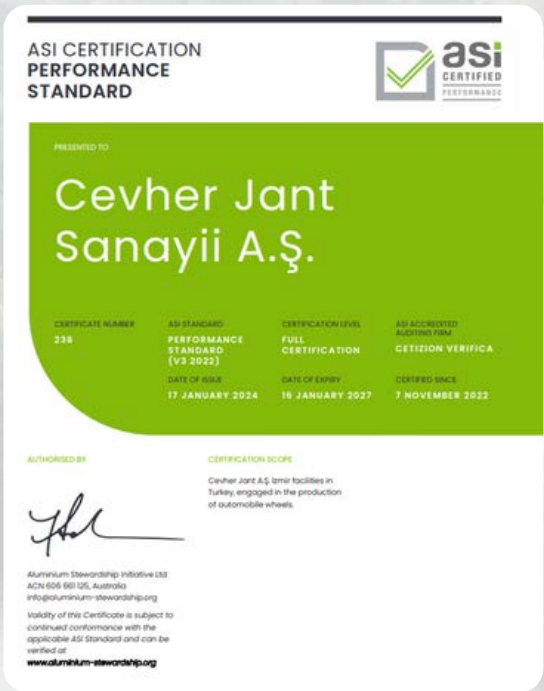 ASI CERTIFICATION
PERFORMANCE
STANDARD
asi
CERTIFIED
PERFORMANCE
PRESENTED TO
Cevher Jant
Sanayii A.Ş.
CERTIFICATE NUMBER
236
ASI STANDARD
PERFORMANCE
STANDARD
(V3 2022)
CERTIFICATION LEVEL
FULL
CERTIFICATION
ASI ACCREDITED
AUDITING FIRM
CETIZION VERIFICA
DATE OF ISSUE
17 JANUARY 2024
DATE OF EXPIRY
16 JANUARY 2027
CERTIFIED SINCE
7 NOVEMBER 2022
AUTHORISED BY
CERTIFICATION SCOPE
Cevher Jant A.Ş. İzmir facilities in
Turkey, engaged in the production
of automobile wheels.
Aluminium Stewardship Initiative Ltd
ACN 606 661 125, Australia
info@aluminium-stewardship.org
Validity of this Certificate is subject to
continued conformance with the
applicable ASI Standard and can be
verified at
www.aluminium-stewardship.org